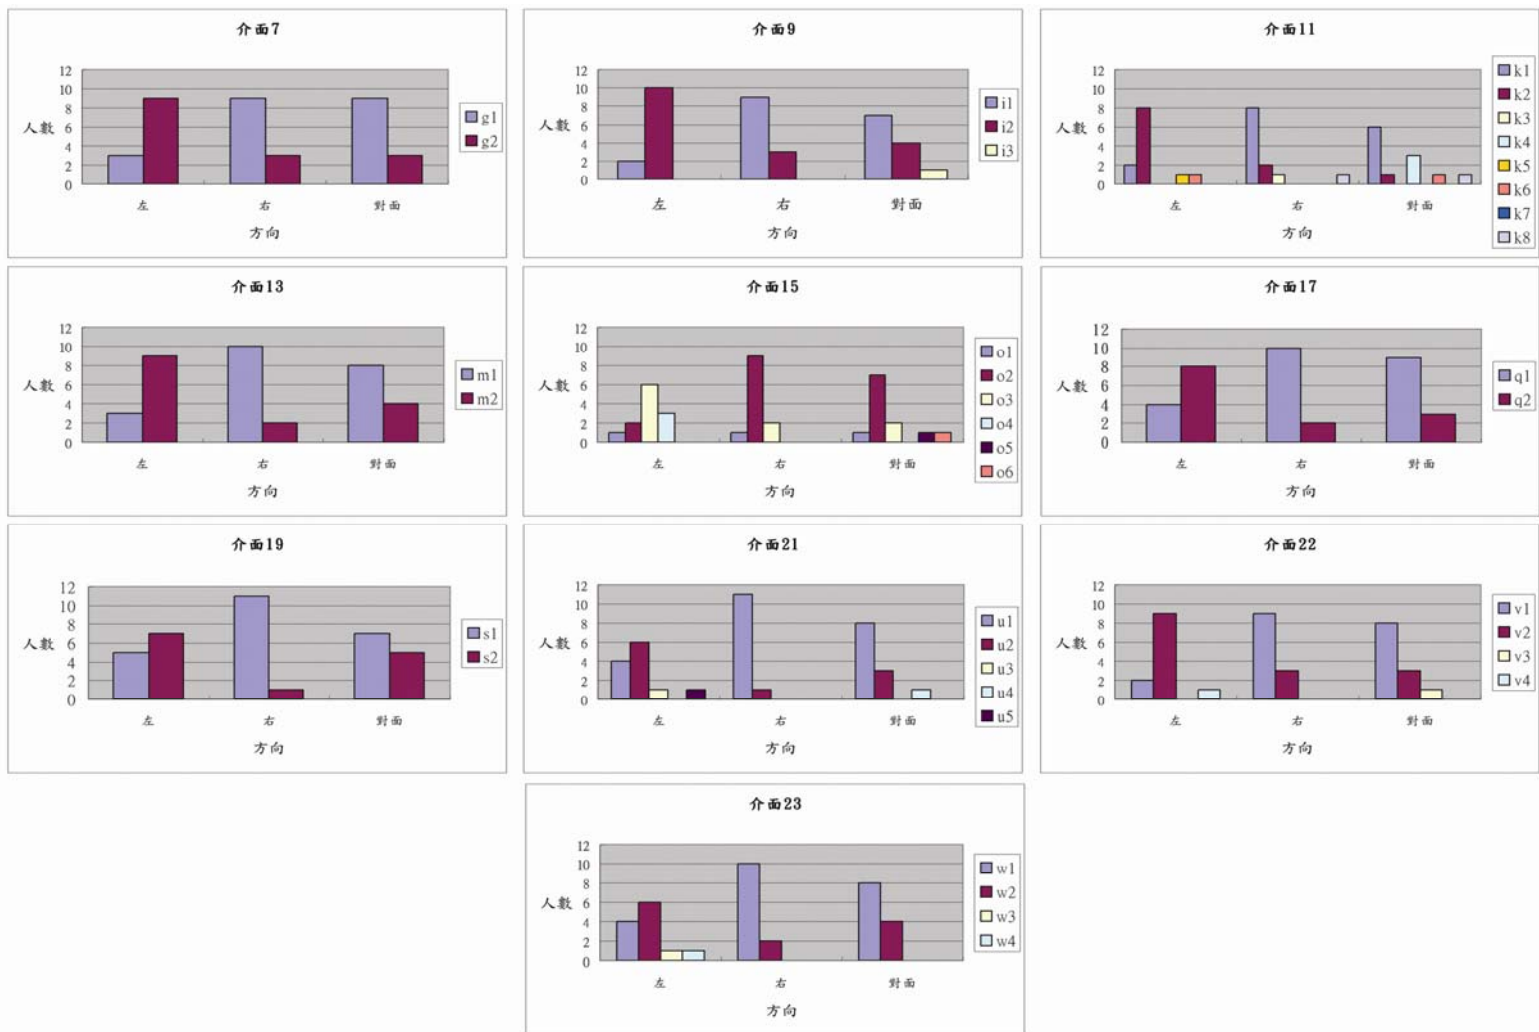 介面7
12
10
8
6
4
2
0
人數
左 右 對面
方向
g1
g2
介面9
12
10
8
6
4
2
0
人數
左 右 對面
方向
i1
i2
i3
介面11
12
10
8
6
4
2
0
人數
左 右 對面
方向
k1
k2
k3
k4
k5
k6
k7
k8
介面13
12
10
8
6
4
2
0
人數
左 右 對面
方向
m1
m2
介面15
12
10
8
6
4
2
0
人數
左 右 對面
方向
o1
o2
o3
o4
o5
o6
介面17
12
10
8
6
4
2
0
人數
左 右 對面
方向
q1
q2
介面19
12
10
8
6
4
2
0
人數
左 右 對面
方向
s1
s2
介面21
12
10
8
6
4
2
0
人數
左 右 對面
方向
u1
u2
u3
u4
u5
介面22
12
10
8
6
4
2
0
人數
左 右 對面
方向
v1
v2
v3
v4
介面23
12
10
8
6
4
2
0
人數
左 右 對面
方向
w1
w2
w3
w4